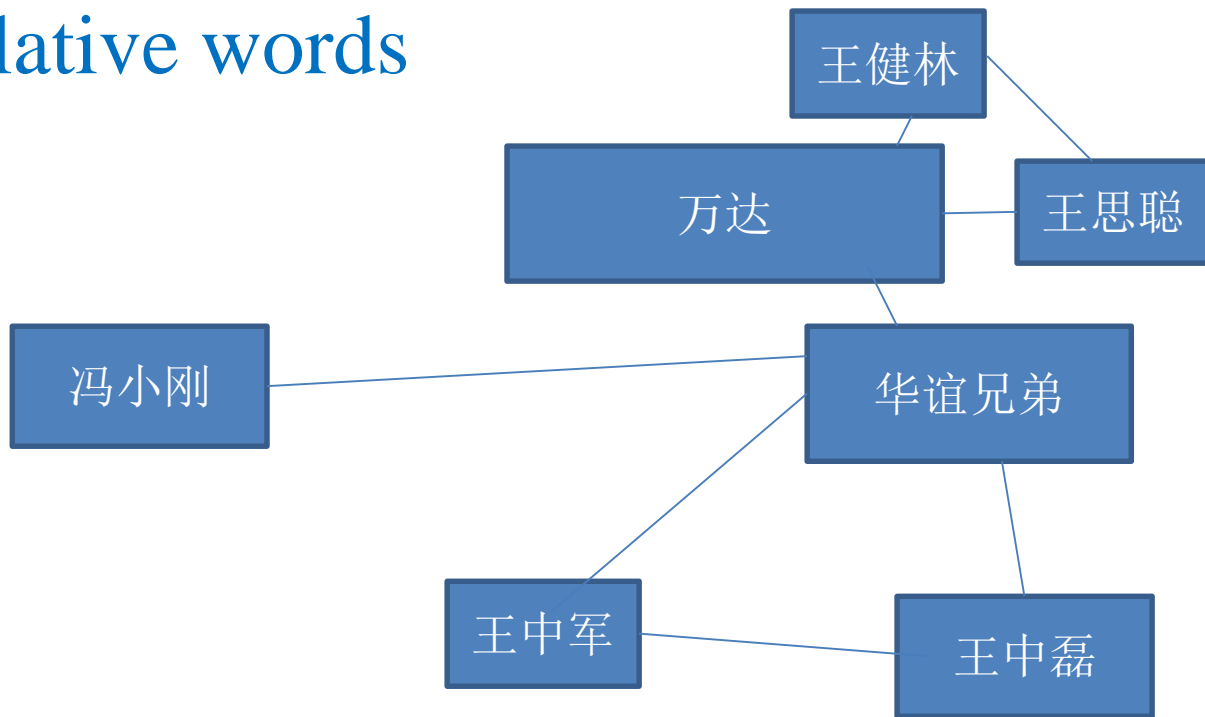 lative words
王健林
万达
王思聪
冯小刚
华谊兄弟
王中军
王中磊